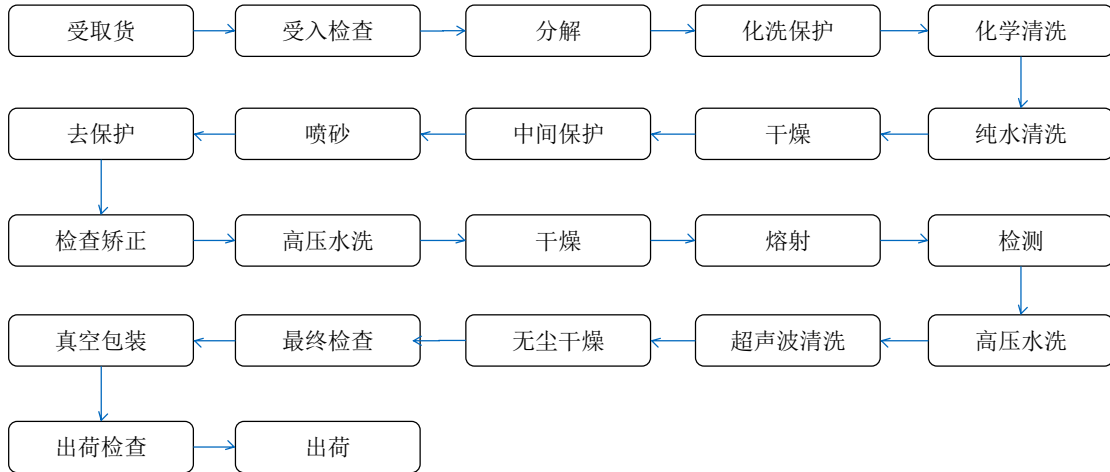 受取货
受入检查
分解
化洗保护
化学清洗
纯水清洗
干燥
中间保护
喷砂
去保护
检查矫正
高压水洗
干燥
熔射
检测
高压水洗
超声波清洗
无尘干燥
最终检查
真空包装
出荷检查
出荷